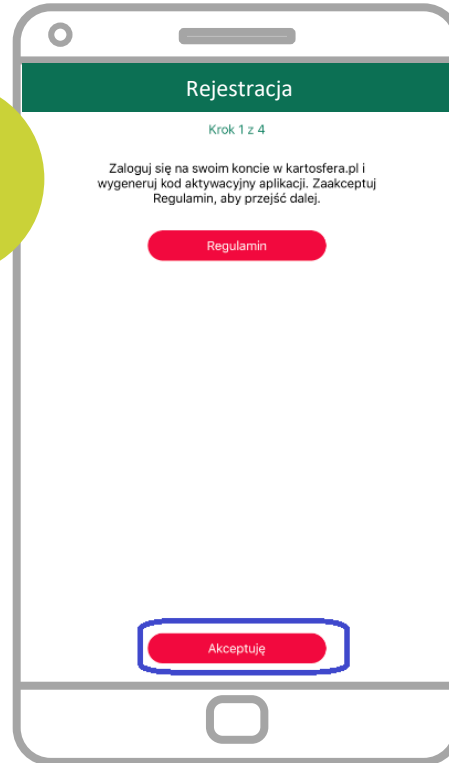 Rejestracja
Krok 1 z 4
Zaloguj się na swoim koncie w kartosfera.pl i
wygeneruj kod aktywacyjny aplikacji. Zaakceptuj
Regulamin, aby przejść dalej.
Regulamin
Akceptuję